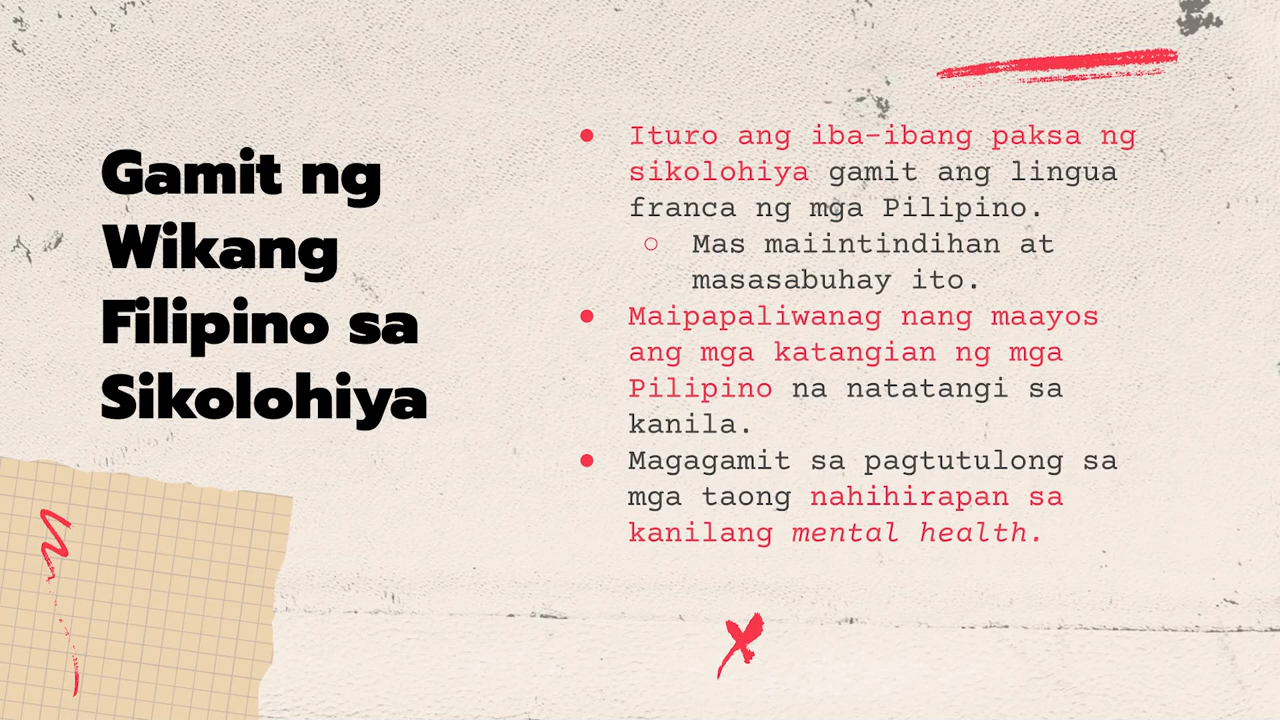 Gamit ng
Wikang
Filipino sa
Sikolohiya
● Ituro ang iba-ibang paksa ng
sikolohiya gamit ang lingua
franca ng mga Pilipino.
○ Mas maiintindihan at
masasabuhay ito.
● Maipapaliwanag nang maayos
ang mga katangian ng mga
Pilipino na natatangi sa
kanila.
● Magagamit sa pagtutulong sa
mga taong nahihirapan sa
kanilang mental health.